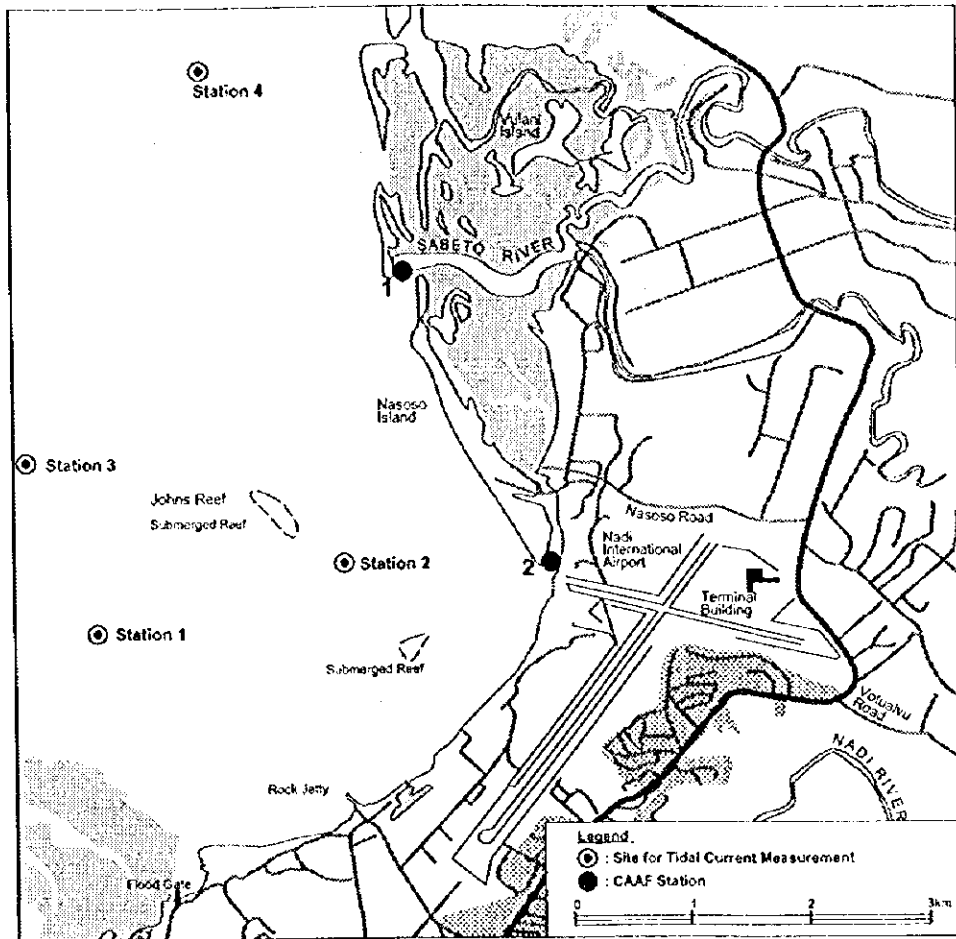 Station 4
Vulani
Island
SABETO RIVER
1
Nasoso
Island
Station 3
Johns Reef
Submerged Reef
Nasoso Road
Nadi
International
Airport
2
Station 2
Terminal
Building
Station 1
Submerged Reef
Votualvu
Road
NADI RIVER
Rock Jetty
Flood Gate
Legend
: Site for Tidal Current Measurement
: CAAF Station
0 1 2 3km